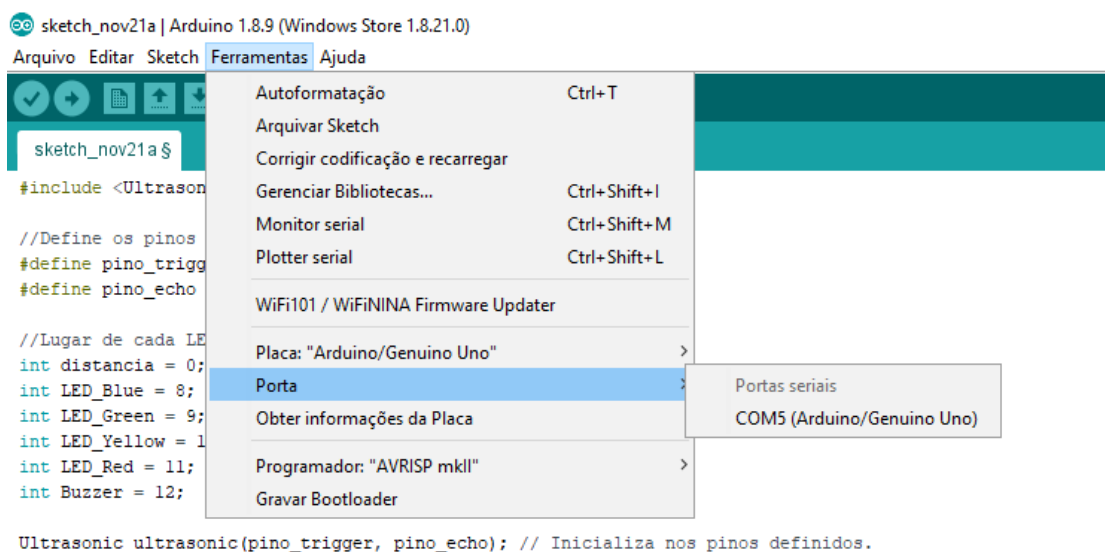 sketch_nov21a | Arduino 1.8.9 (Windows Store 1.8.21.0)
Arquivo Editar Sketch Ferramentas Ajuda
sketch_nov21a §
Autoformatação Ctrl+T
Arquivar Sketch
Corrigir codificação e recarregar
Gerenciar Bibliotecas... Ctrl+Shift+I
Monitor serial Ctrl+Shift+M
Plotter serial Ctrl+Shift+L
WiFi101 / WiFiNINA Firmware Updater
Placa: "Arduino/Genuino Uno"
Porta
Obter informações da Placa
Programador: "AVRISP mkII"
Gravar Bootloader
Portas seriais
COM5 (Arduino/Genuino Uno)
#include <Ultrason
//Define os pinos
#define pino_trigg
#define pino_echo
//Lugar de cada LE
int distancia = 0;
int LED_Blue = 8;
int LED_Green = 9;
int LED_Yellow = 1
int LED_Red = 11;
int Buzzer = 12;
Ultrasonic ultrasonic(pino_trigger, pino_echo); // Inicializa nos pinos definidos.